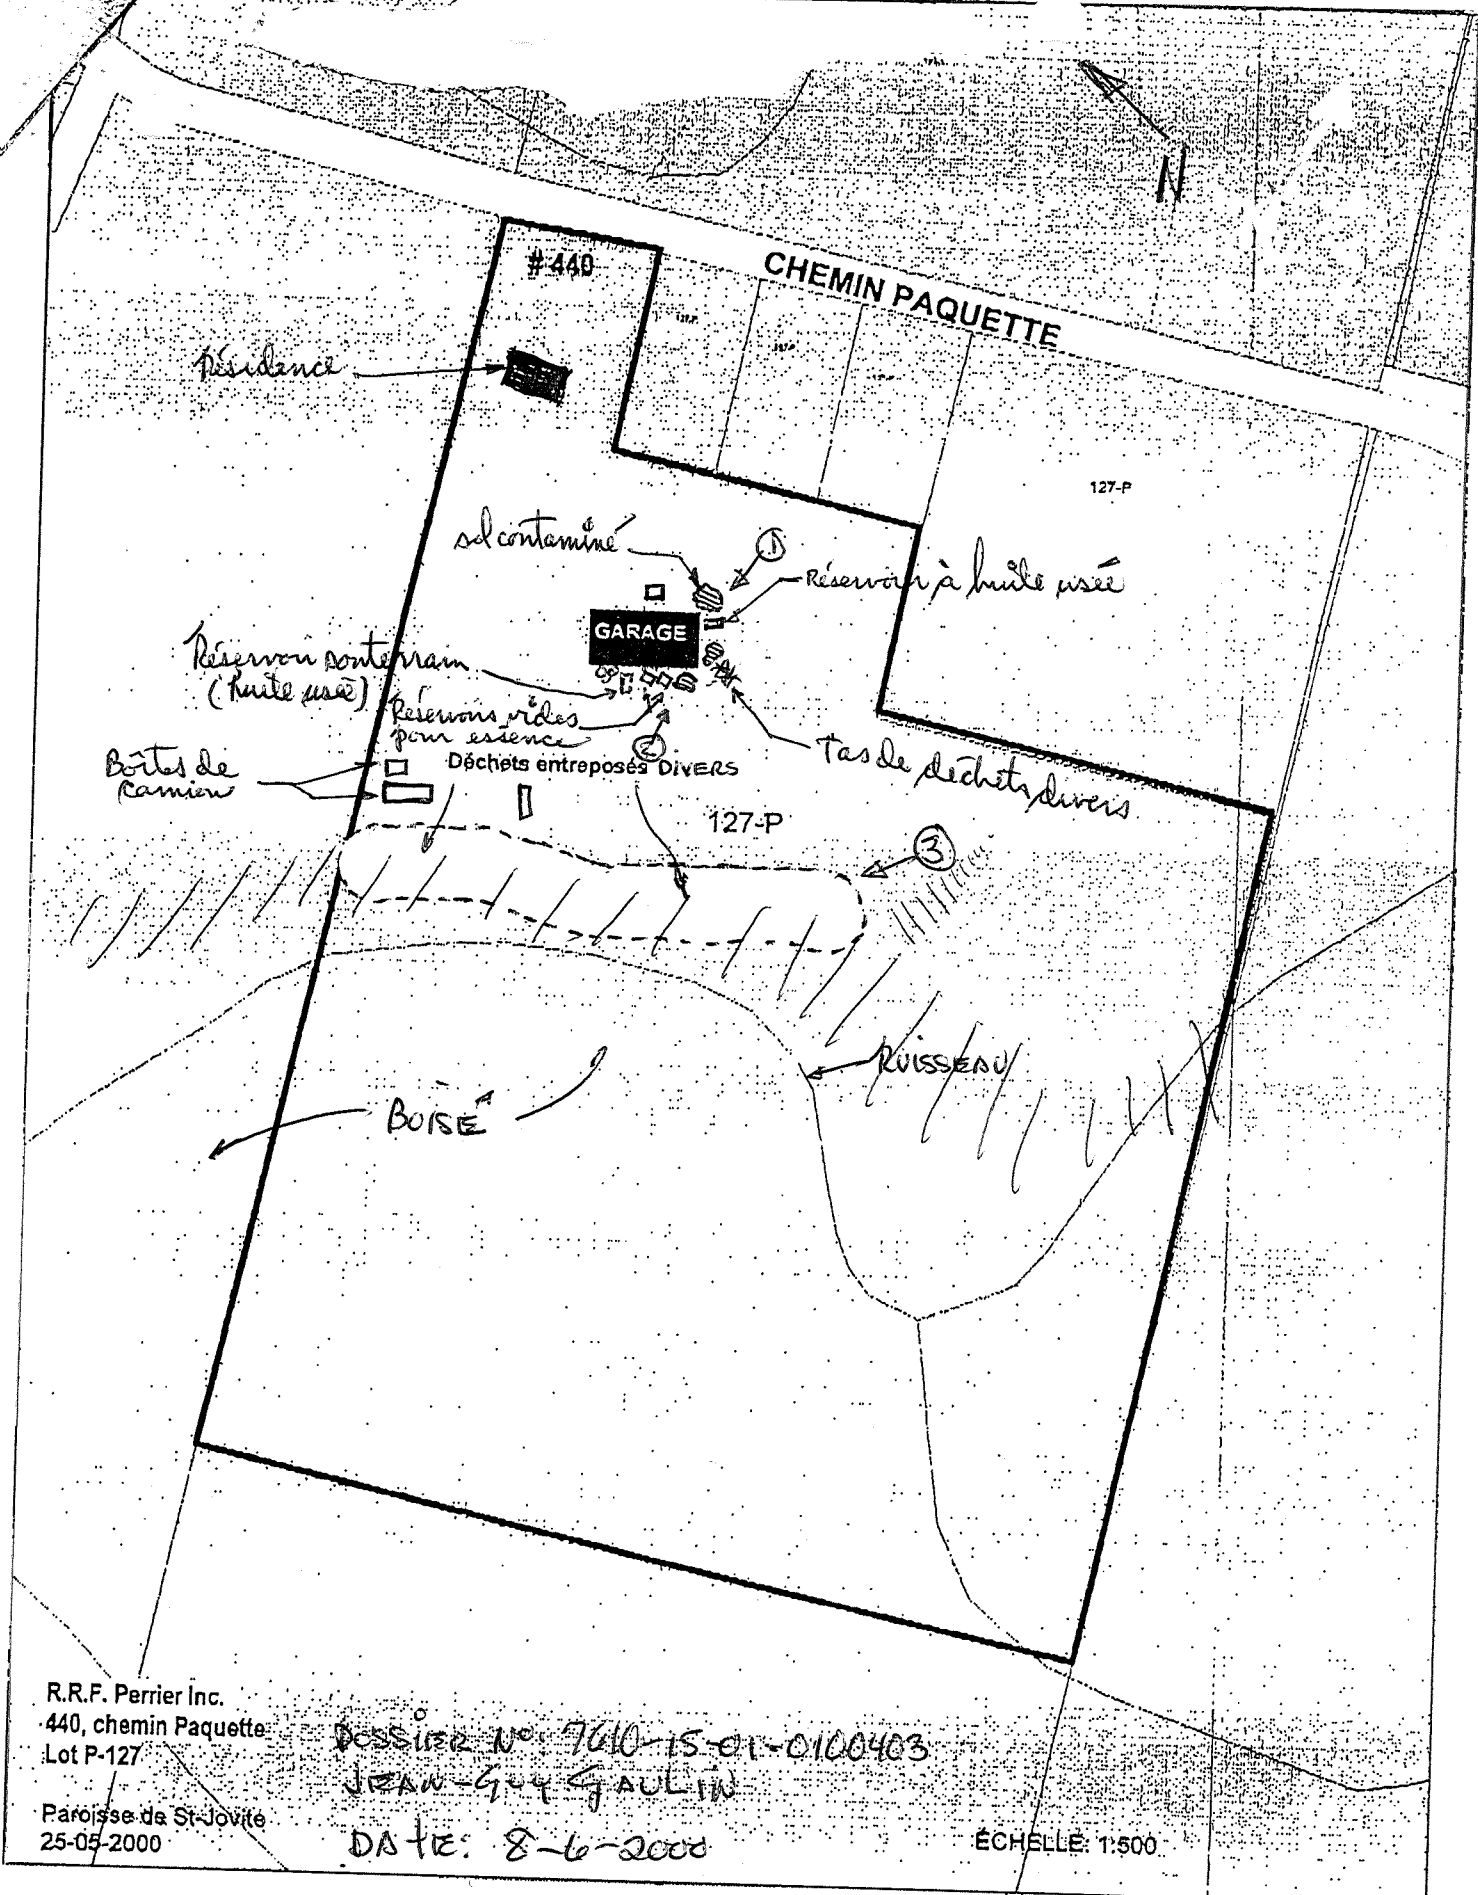 N
# 440
CHEMIN PAQUETTE
Résidence
127-P
sol contaminé
1
Réservoir à huile usée
GARAGE
Réservoir souterrain
(huile usée)
Réservoirs vides
pour essence
2
Tas de déchets divers
Boîtes de
camion
Déchets entreposés DIVERS
127-P
3
RUISSEAU
BOISÉ
R.R.F. Perrier Inc.
440, chemin Paquette
Lot P-127
Paroisse de St-Jovite
25-05-2000
DOSSIER No: 7610-15-01-0100403
JEAN-GUY GAULIN
DATE: 8-6-2000
ÉCHELLE: 1:500